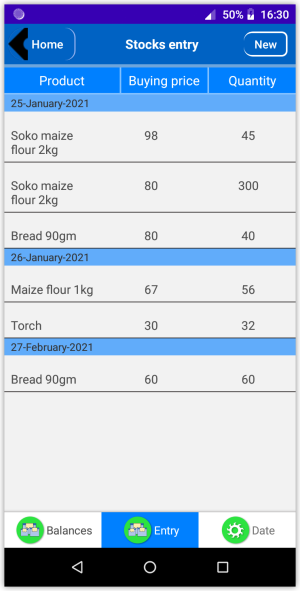 50% 16:30
Home Stocks entry New
Product Buying price Quantity
25-January-2021
Soko maize 98 45
flour 2kg
Soko maize 80 300
flour 2kg
Bread 90gm 80 40
26-January-2021
Maize flour 1kg 67 56
Torch 30 32
27-February-2021
Bread 90gm 60 60
Balances Entry Date